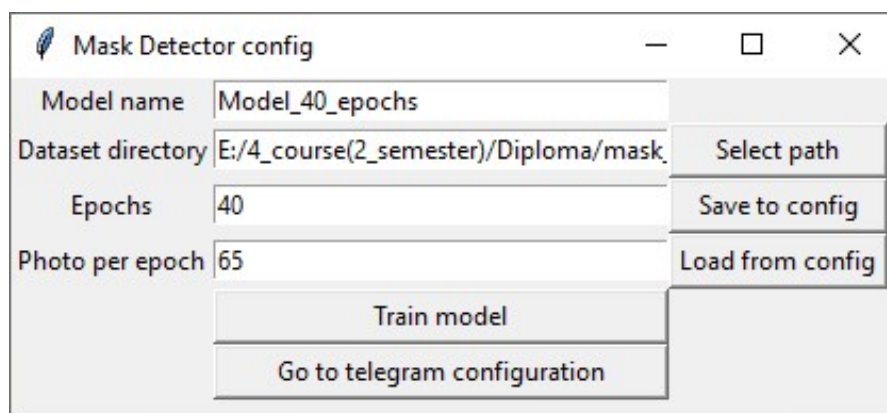 Mask Detector config
Model name Model_40_epochs
Dataset directory E:/4_course(2_semester)/Diploma/mask_ Select path
Epochs 40 Save to config
Photo per epoch 65 Load from config
Train model
Go to telegram configuration